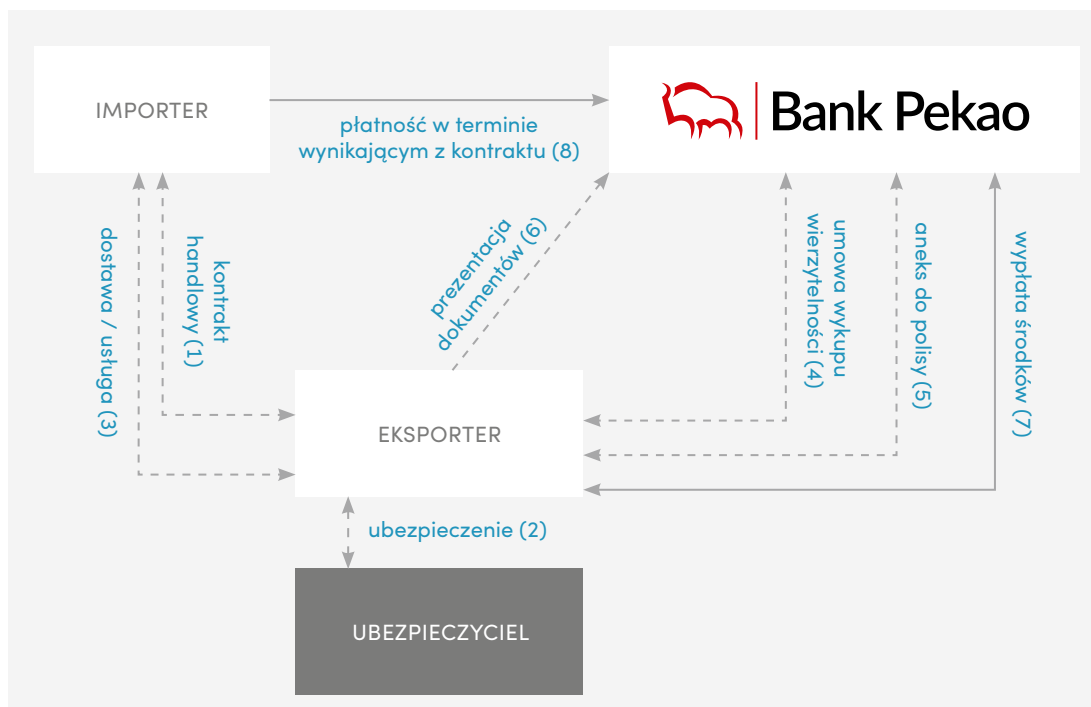 IMPORTER
Bank Pekao
płatność w terminie
wynikającym z kontraktu (8)
dostawa / usługa (3)
kontrakt
handlowy (1)
prezentacja
dokumentów (6)
umowa wykupu
wierzytelności (4)
aneks do polisy (5)
wypłata środków (7)
EKSPORTER
ubezpieczenie (2)
UBEZPIECZYCIEL